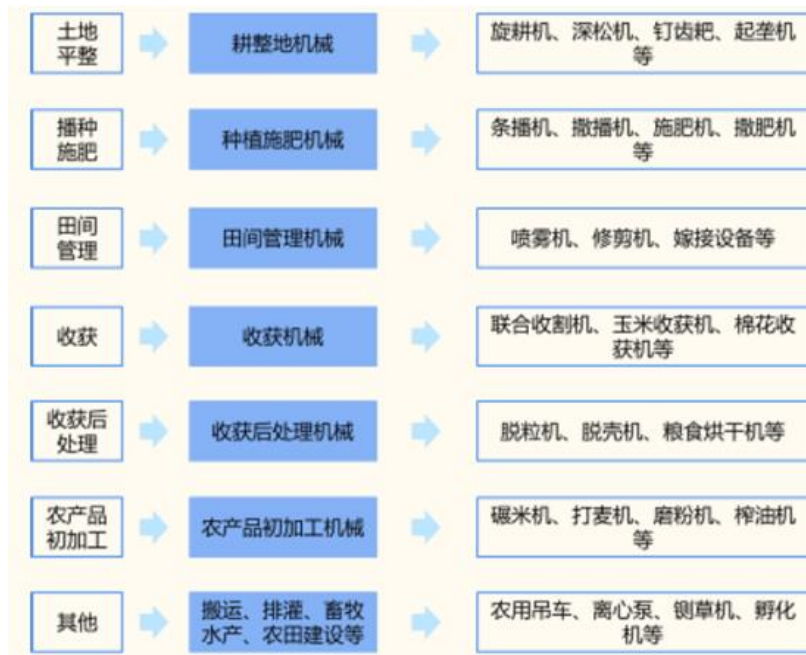 土地
平整
耕整地机械
旋耕机、深松机、钉齿耙、起垄机
等
播种
施肥
种植施肥机械
条播机、撒播机、施肥机、撒肥机
等
田间
管理
田间管理机械
喷雾机、修剪机、嫁接设备等
收获
收获机械
联合收割机、玉米收获机、棉花收
获机等
收获后
处理
收获后处理机械
脱粒机、脱壳机、粮食烘干机等
农产品
初加工
农产品初加工机械
碾米机、打麦机、磨粉机、榨油机
等
其他
搬运、排灌、畜牧
水产、农田建设等
农用吊车、离心泵、铡草机、孵化
机等